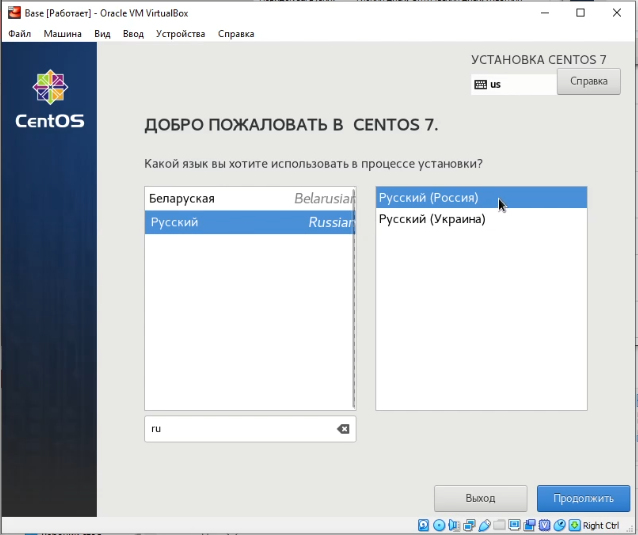 Base [Работает] - Oracle VM VirtualBox
Файл Машина Вид Ввод Устройства Справка
УСТАНОВКА CENTOS 7
us
Справка
CentOS
ДОБРО ПОЖАЛОВАТЬ В CENTOS 7.
Какой язык вы хотите использовать в процессе установки?
Беларуская Belarusian
Русский Russian
Русский (Россия)
Русский (Украина)
ru
Выход
Продолжить
Right Ctrl